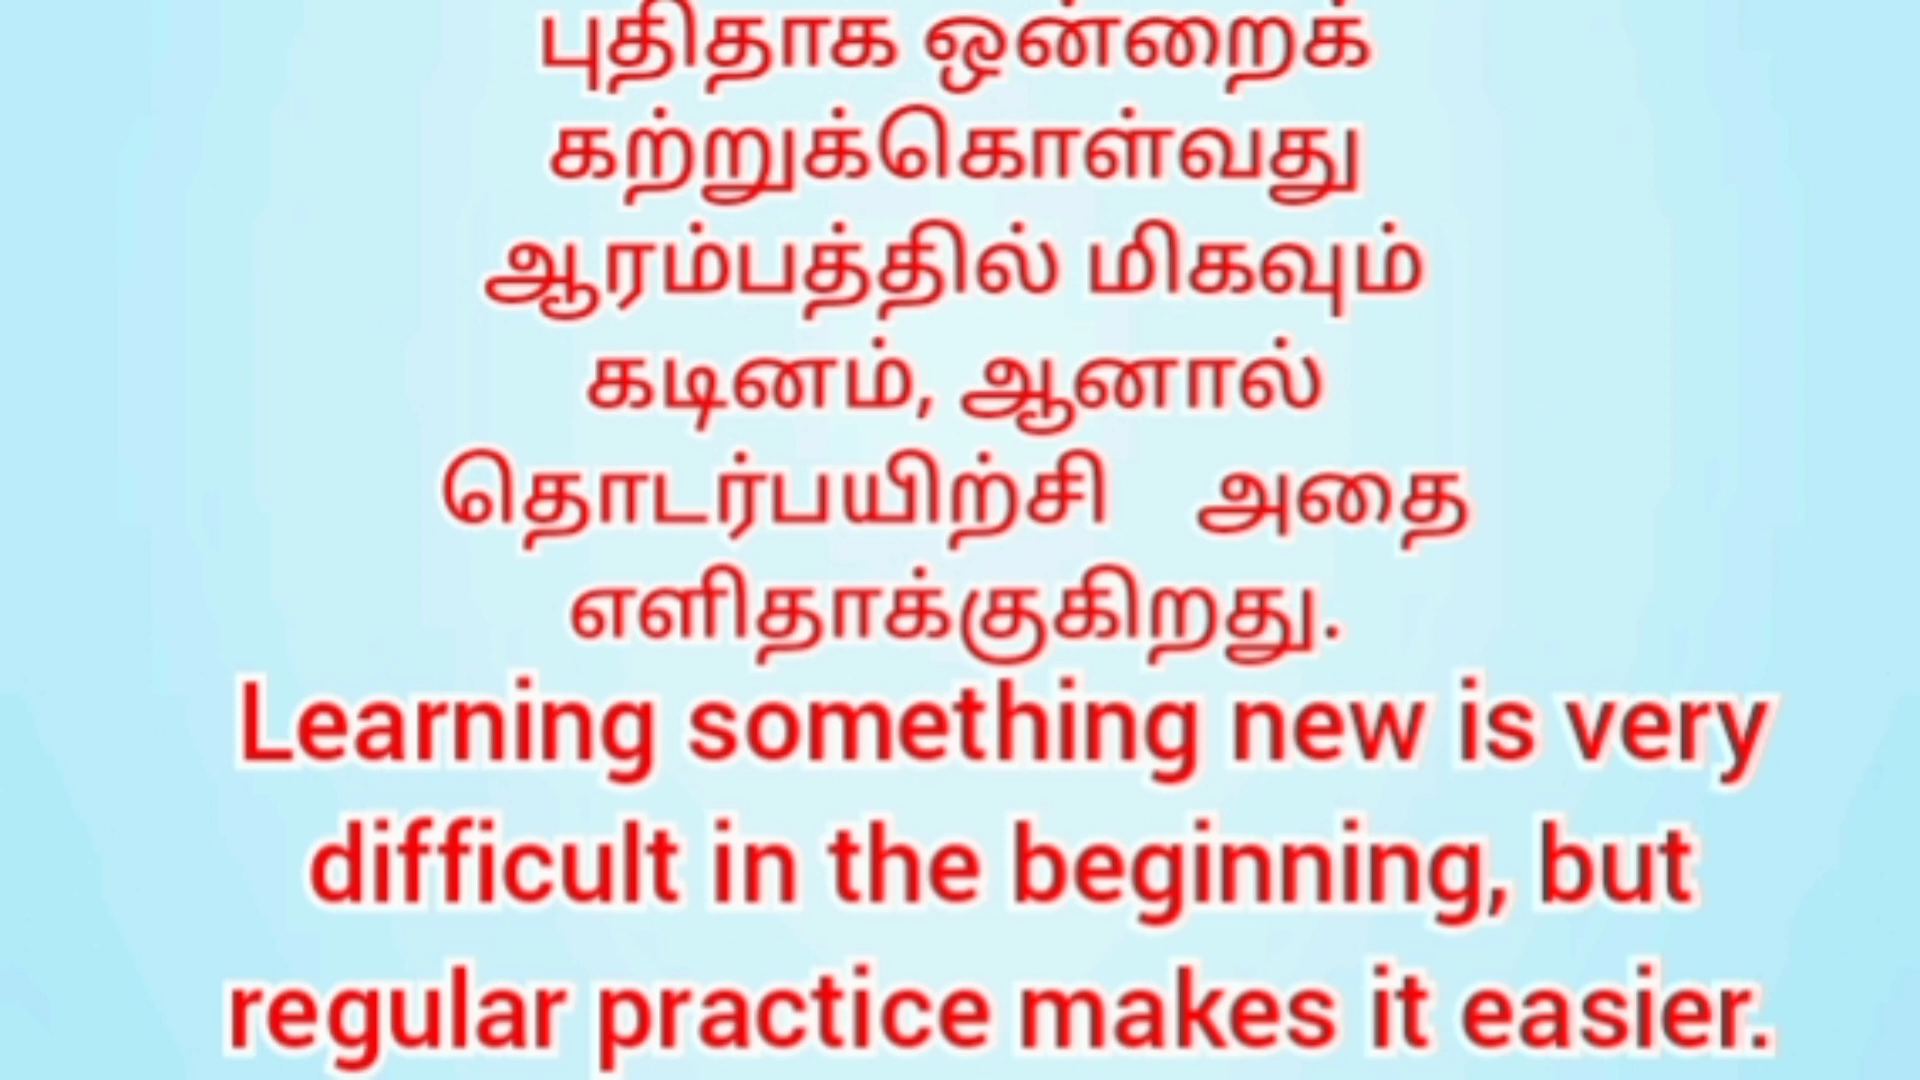 புதிதாக ஒன்றைக்
கற்றுக்கொள்வது
ஆரம்பத்தில் மிகவும்
கடினம், ஆனால்
தொடர்பயிற்சி அதை
எளிதாக்குகிறது.
Learning something new is very
difficult in the beginning, but
regular practice makes it easier.